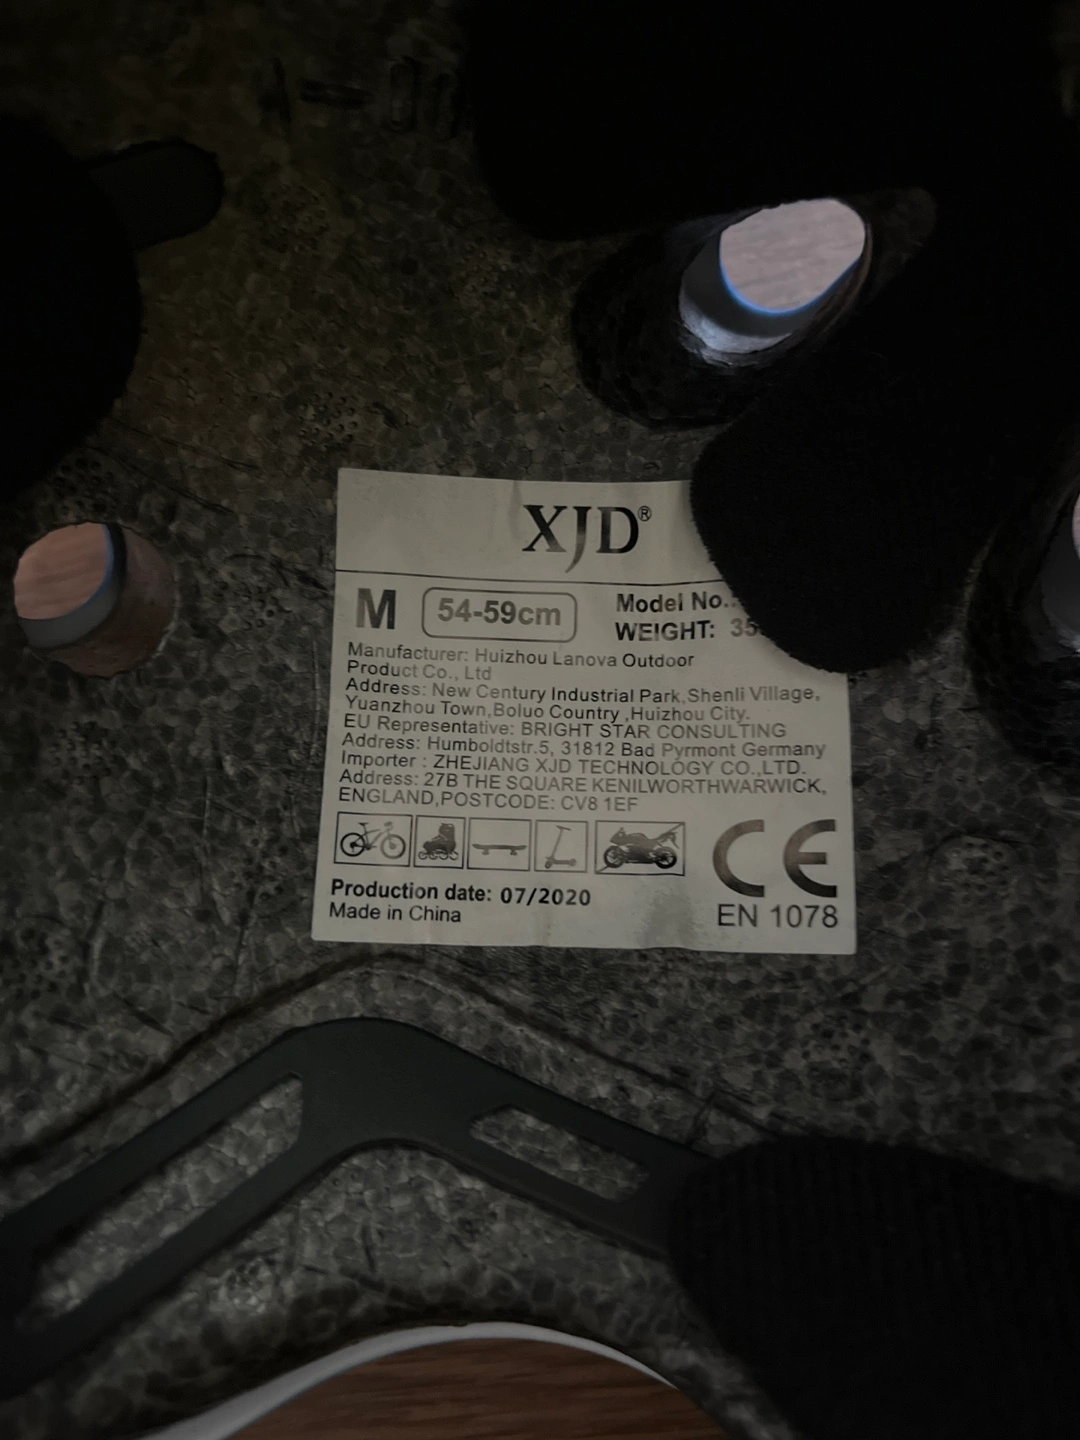 XJD®
M 54-59cm Model No.
WEIGHT: 35
Manufacturer: Huizhou Lanova Outdoor
Product Co., Ltd
Address: New Century Industrial Park,Shenli Village,
Yuanzhou Town,Boluo Country ,Huizhou City.
EU Representative: BRIGHT STAR CONSULTING
Address: Humboldtstr.5, 31812 Bad Pyrmont Germany
Importer : ZHEJIANG XJD TECHNOLOGY CO.,LTD.
Address: 27B THE SQUARE KENILWORTHWARWICK,
ENGLAND,POSTCODE: CV8 1EF
CE
Production date: 07/2020
Made in China
EN 1078